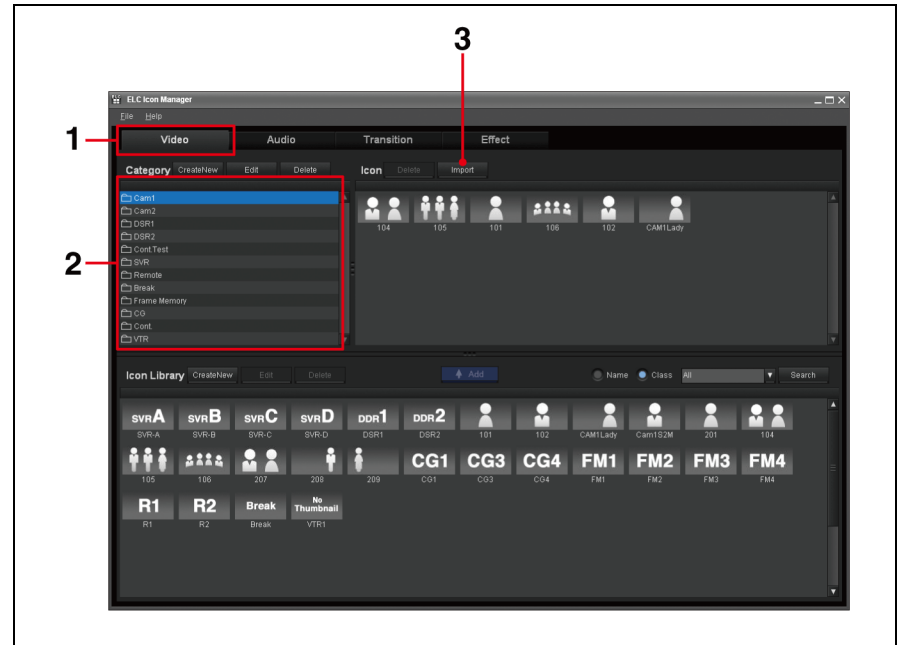 3
ELC Icon Manager
File Help
1
Video Audio Transition Effect
Category CreateNew Edit Delete Icon Delete Import
Cam1
Cam2
DSR1
DSR2
Cont.Test
2
SVR
Remote
Break
Frame Memory
CG
Cont.
VTR
104 105 101 106 102 CAM1Lady
Icon Library CreateNew Edit Delete Add Name Class All Search
SVRA SVRB SVRC SVRD DDR1 DDR2
SVR-A SVR-B SVR-C SVR-D DSR1 DSR2 101 102 CAM1Lady Cam1S2M 201 104
CG1 CG3 CG4 FM1 FM2 FM3 FM4
105 106 207 208 209 CG1 CG3 CG4 FM1 FM2 FM3 FM4
R1 R2 Break No Thumbnail
R1 R2 Break VTR1